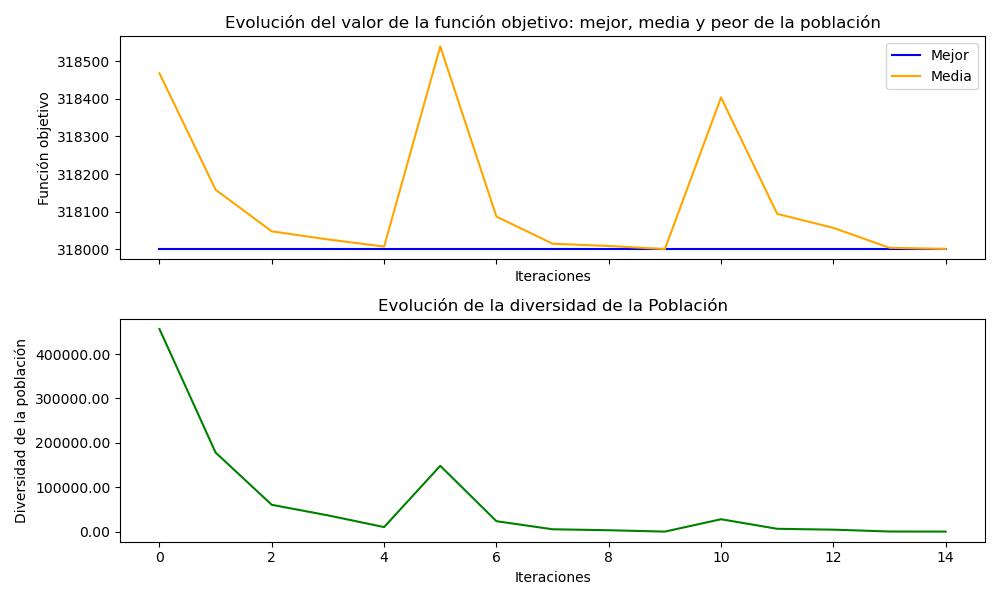 Evolución del valor de la función objetivo: mejor, media y peor de la población
318500
318400
318300
318200
318100
318000
Función objetivo
Mejor
Media
Iteraciones
Evolución de la diversidad de la Población
400000.00
300000.00
200000.00
100000.00
0.00
Diversidad de la población
0 2 4 6 8 10 12 14
Iteraciones